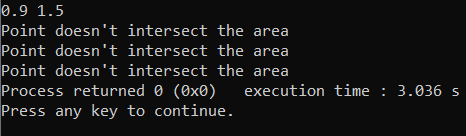 0.9 1.5
Point doesn't intersect the area
Point doesn't intersect the area
Point doesn't intersect the area
Process returned 0 (0x0)   execution time : 3.036 s
Press any key to continue.